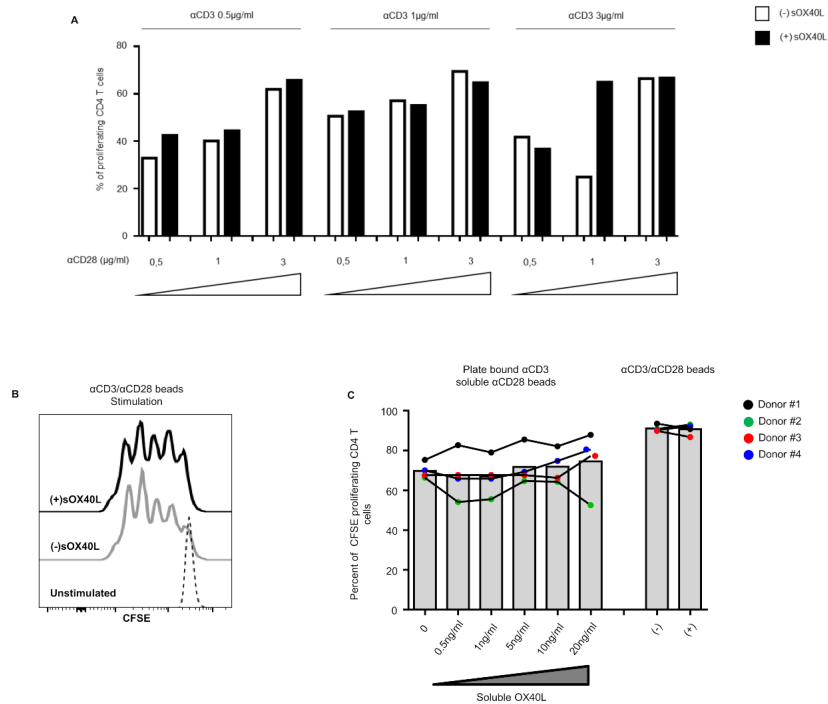 A
αCD3 0.5μg/ml
αCD3 1μg/ml
αCD3 3μg/ml
(-) sOX40L
(+) sOX40L
% of proliferating CD4 T cells
80
60
40
20
0
αCD28 (μg/ml)
0,5 1 3 0,5 1 3 0,5 1 3
B
αCD3/αCD28 beads
Stimulation
(+)sOX40L
(-)sOX40L
Unstimulated
CFSE
C
Plate bound αCD3
soluble αCD28 beads
αCD3/αCD28 beads
Donor #1
Donor #2
Donor #3
Donor #4
Percent of CFSE proliferating CD4 T
cells
100
80
60
40
20
0
0 0.5ng/ml 1ng/ml 5ng/ml 10ng/ml 20ng/ml (-) (+)
Soluble OX40L